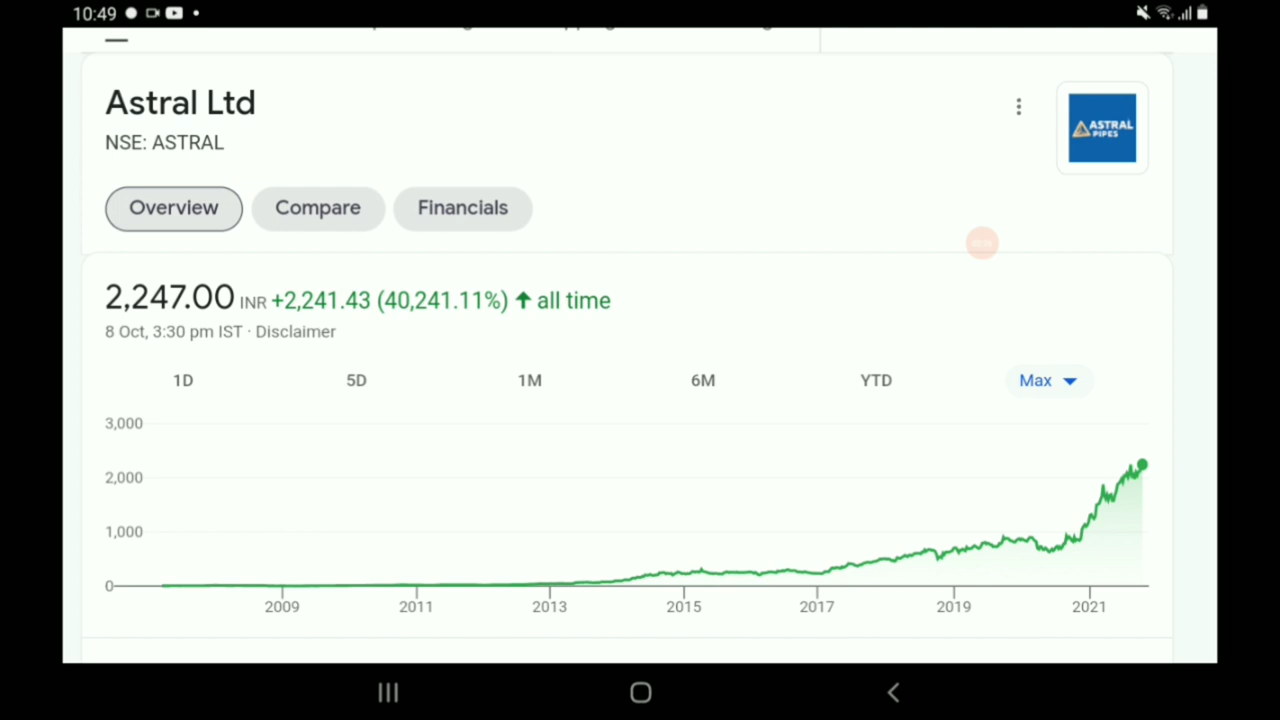 10:49
Astral Ltd
NSE: ASTRAL
ASTRAL
PIPES
Overview Compare Financials
2,247.00 INR +2,241.43 (40,241.11%) ↑ all time
8 Oct, 3:30 pm IST · Disclaimer
1D 5D 1M 6M YTD Max
3,000
2,000
1,000
0
2009 2011 2013 2015 2017 2019 2021